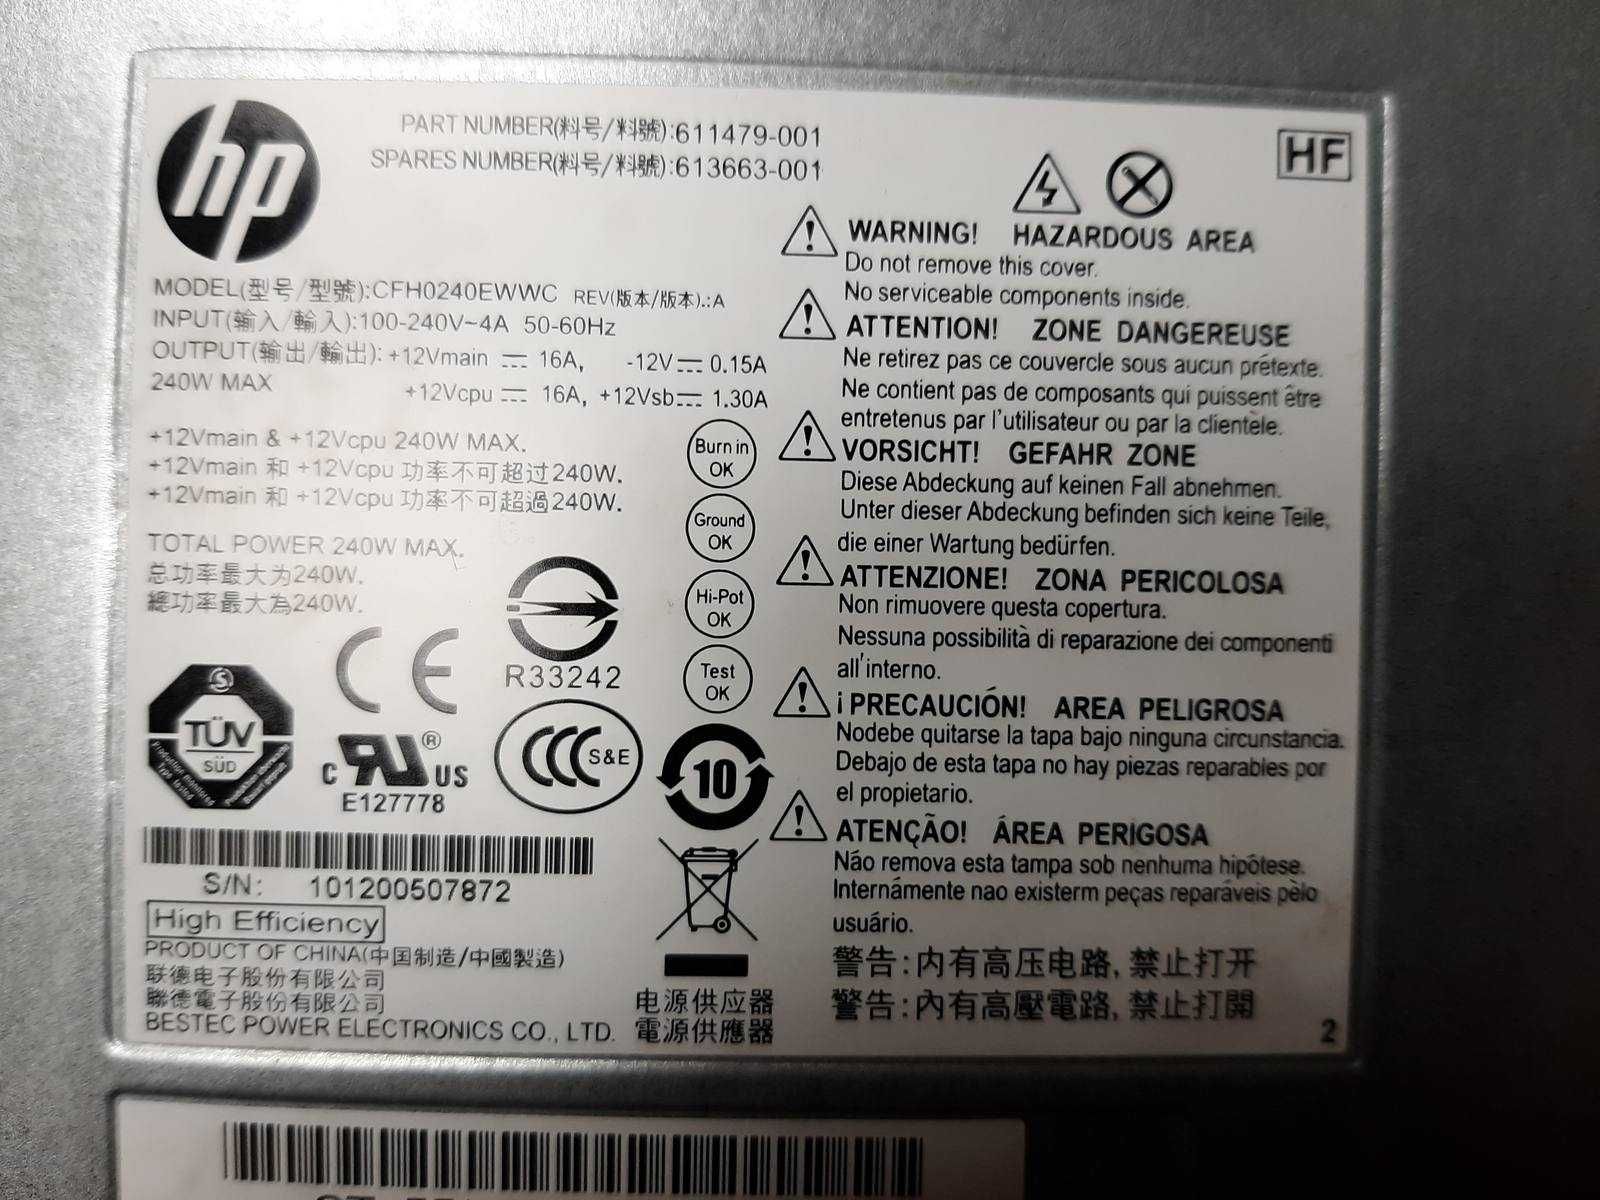 hp
PART NUMBER(料号/料號):611479-001
SPARES NUMBER(料号/料號):613663-001
HF
MODEL(型号/型號):CFH0240EWWC REV(版本/版本).:A
INPUT(输入/輸入):100-240V~4A 50-60Hz
OUTPUT(输出/輸出): +12Vmain ⎓ 16A, -12V ⎓ 0.15A
240W MAX +12Vcpu ⎓ 16A, +12Vsb ⎓ 1.30A
+12Vmain & +12Vcpu 240W MAX.
+12Vmain 和 +12Vcpu 功率不可超过240W.
+12Vmain 和 +12Vcpu 功率不可超過240W.
TOTAL POWER 240W MAX.
总功率最大为240W.
總功率最大為240W.
Burn in
OK
Ground
OK
Hi-Pot
OK
Test
OK
CE
R33242
TÜV
SÜD
C RU ® US
E127778
CCC S&E
10
S/N: 101200507872
High Efficiency
PRODUCT OF CHINA(中国制造/中國製造)
联德电子股份有限公司
聯德電子股份有限公司
BESTEC POWER ELECTRONICS CO., LTD.
电源供应器
電源供應器
WARNING! HAZARDOUS AREA
Do not remove this cover.
No serviceable components inside.
ATTENTION! ZONE DANGEREUSE
Ne retirez pas ce couvercle sous aucun prétexte.
Ne contient pas de composants qui puissent être
entretenus par l'utilisateur ou par la clientèle.
VORSICHT! GEFAHR ZONE
Diese Abdeckung auf keinen Fall abnehmen.
Unter dieser Abdeckung befinden sich keine Teile,
die einer Wartung bedürfen.
ATTENZIONE! ZONA PERICOLOSA
Non rimuovere questa copertura.
Nessuna possibilità di reparazione dei componenti
all'interno.
¡PRECAUCIÓN! AREA PELIGROSA
Nodebe quitarse la tapa bajo ninguna circunstancia.
Debajo de esta tapa no hay piezas reparables por
el propietario.
ATENÇÃO! ÁREA PERIGOSA
Não remova esta tampa sob nenhuma hipótese.
Internámente nao existerm peças reparáveis pèlo
usuário.
警告:内有高压电路, 禁止打开
警告:內有高壓電路, 禁止打開
2